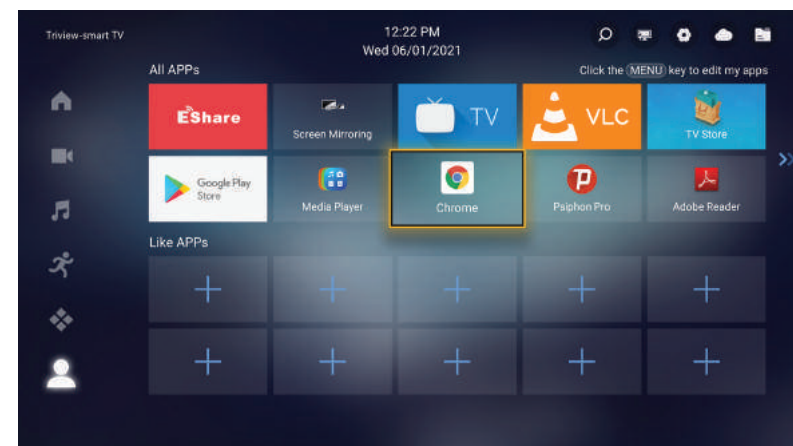 Triview-smart TV
12:22 PM
Wed 06/01/2021
All APPs
Click the MENU key to edit my apps
EShare
Screen Mirroring
TV
VLC
TV Store
Google Play
Store
Media Player
Chrome
Psiphon Pro
Adobe Reader
Like APPs